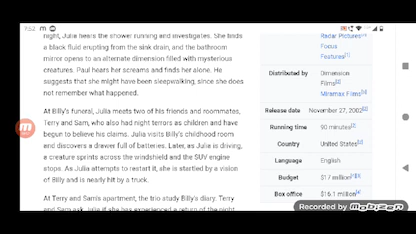 7:52
night, Julia hears the shower running and investigates. She finds
a black fluid erupting from the sink drain, and the bathroom
mirror opens to an alternate dimension filled with mysterious
creatures. Paul hears her screams and finds her alone. He
suggests that she might have been sleepwalking, since she does
not remember what happened.
At Billy's funeral, Julia meets two of his friends and roommates,
Terry and Sam, who also had night terrors as children and have
begun to believe his claims. Julia visits Billy's childhood room
and discovers a drawer full of batteries. Later, as Julia is driving,
a creature sprints across the windshield and the SUV engine
stops. As Julia attempts to restart it, she is startled by a vision
of Billy and is nearly hit by a truck.
At Terry and Sam's apartment, the trio study Billy's diary. Terry
and Sam ask Julia if she has experienced a return of the night
Radar Pictures
Focus
Features[1]
Distributed by Dimension
Films[2]
Miramax Films
Release date November 27, 2002
Running time 90 minutes
Country United States
Language English
Budget $17 million
Box office $16.1 million
Recorded by Mobizen